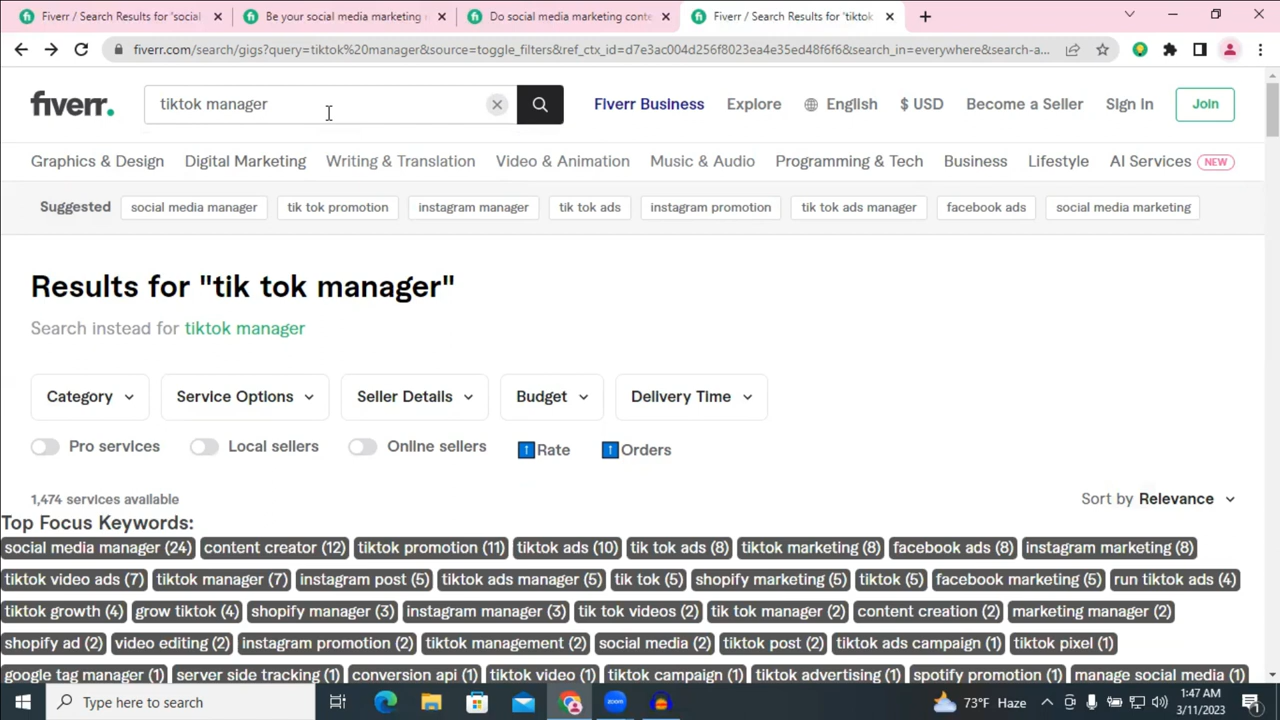 Fiverr / Search Results for 'social
Be your social media marketing
Do social media marketing conte
Fiverr / Search Results for 'tiktok
fiverr.com/search/gigs?query=tiktok%20manager&source=toggle_filters&ref_ctx_id=d7e3ac004d256f8023ea4e35ed48f6f6&search_in=everywhere&search-a...
fiverr.
tiktok manager
Fiverr Business Explore English $ USD Become a Seller Sign In Join
Graphics & Design Digital Marketing Writing & Translation Video & Animation Music & Audio Programming & Tech Business Lifestyle AI Services NEW
Suggested social media manager tik tok promotion instagram manager tik tok ads instagram promotion tik tok ads manager facebook ads social media marketing
Results for "tik tok manager"
Search instead for tiktok manager
Category Service Options Seller Details Budget Delivery Time
Pro services Local sellers Online sellers ↑Rate ↑Orders
1,474 services available
Sort by Relevance
Top Focus Keywords:
social media manager (24) content creator (12) tiktok promotion (11) tiktok ads (10) tik tok ads (8) tiktok marketing (8) facebook ads (8) instagram marketing (8)
tiktok video ads (7) tiktok manager (7) instagram post (5) tiktok ads manager (5) tik tok (5) shopify marketing (5) tiktok (5) facebook marketing (5) run tiktok ads (4)
tiktok growth (4) grow tiktok (4) shopify manager (3) instagram manager (3) tik tok videos (2) tik tok manager (2) content creation (2) marketing manager (2)
shopify ad (2) video editing (2) instagram promotion (2) tiktok management (2) social media (2) tiktok post (2) tiktok ads campaign (1) tiktok pixel (1)
google tag manager (1) server side tracking (1) conversion api (1) tiktok video (1) tiktok campaign (1) tiktok advertising (1) spotify promotion (1) manage social media (1)
Type here to search
zoom
73°F Haze
1:47 AM
3/11/2023
1